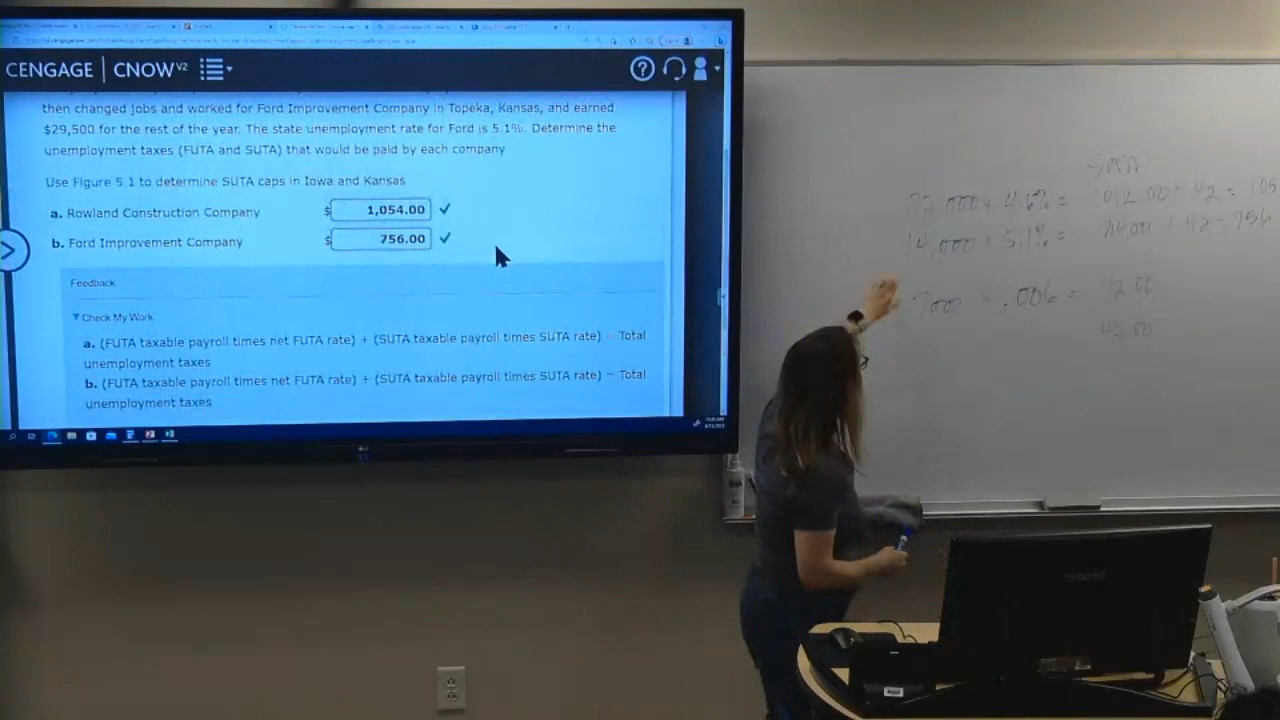 CENGAGE | CNOWv2
then changed jobs and worked for Ford Improvement Company in Topeka, Kansas, and earned
$29,500 for the rest of the year. The state unemployment rate for Ford is 5.1%. Determine the
unemployment taxes (FUTA and SUTA) that would be paid by each company
Use Figure 5.1 to determine SUTA caps in Iowa and Kansas
a. Rowland Construction Company $ 1,054.00
b. Ford Improvement Company $ 756.00
Feedback
Check My Work
a. (FUTA taxable payroll times net FUTA rate) + (SUTA taxable payroll times SUTA rate) = Total
unemployment taxes
b. (FUTA taxable payroll times net FUTA rate) + (SUTA taxable payroll times SUTA rate) = Total
unemployment taxes
SUTA
22,000 x 4.6% = 1012.00 + 42 = 105
14,000 x 5.1% = 714.00 + 42 = 756
7000 x .006 = 42.00
42.00